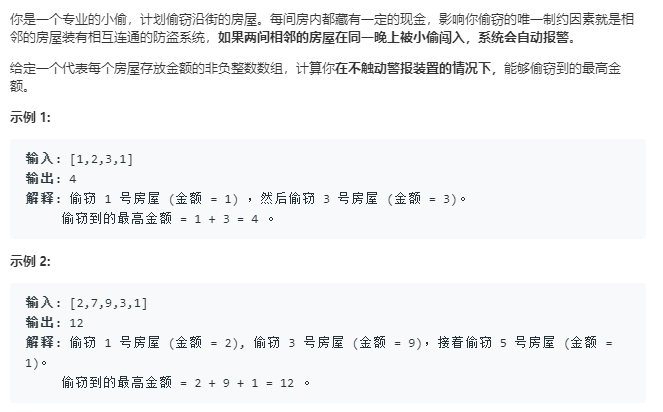 你是一个专业的小偷，计划偷窃沿街的房屋。每间房内都藏有一定的现金，影响你偷窃的唯一制约因素就是相
邻的房屋装有相互连通的防盗系统，如果两间相邻的房屋在同一晚上被小偷闯入，系统会自动报警。
给定一个代表每个房屋存放金额的非负整数数组，计算你在不触动警报装置的情况下，能够偷窃到的最高金
额。
示例 1:
输入: [1,2,3,1]
输出: 4
解释: 偷窃 1 号房屋 (金额 = 1) ，然后偷窃 3 号房屋 (金额 = 3)。
偷窃到的最高金额 = 1 + 3 = 4 。
示例 2:
输入: [2,7,9,3,1]
输出: 12
解释: 偷窃 1 号房屋 (金额 = 2), 偷窃 3 号房屋 (金额 = 9)，接着偷窃 5 号房屋 (金额 =
1)。
偷窃到的最高金额 = 2 + 9 + 1 = 12 。